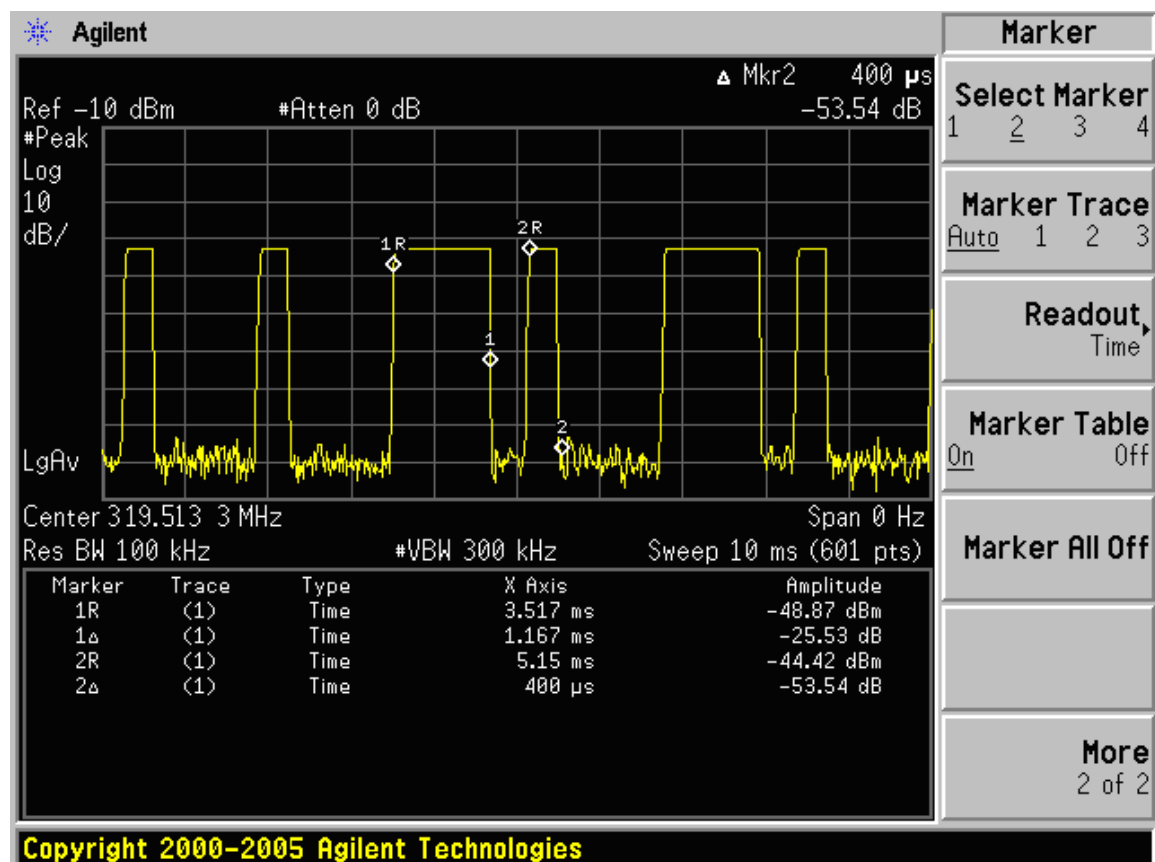 Agilent
Marker
Δ Mkr2 400 µs
Ref -10 dBm #Atten 0 dB -53.54 dB
#Peak
Log
10
dB/
1R
2R
1
2
LgAv
Center 319.513 3 MHz Span 0 Hz
Res BW 100 kHz #VBW 300 kHz Sweep 10 ms (601 pts)
Marker Trace Type X Axis Amplitude
1R (1) Time 3.517 ms -48.87 dBm
1Δ (1) Time 1.167 ms -25.53 dB
2R (1) Time 5.15 ms -44.42 dBm
2Δ (1) Time 400 µs -53.54 dB
Select Marker
1 2 3 4
Marker Trace
Auto 1 2 3
Readout
Time
Marker Table
On Off
Marker All Off
More
2 of 2
Copyright 2000-2005 Agilent Technologies